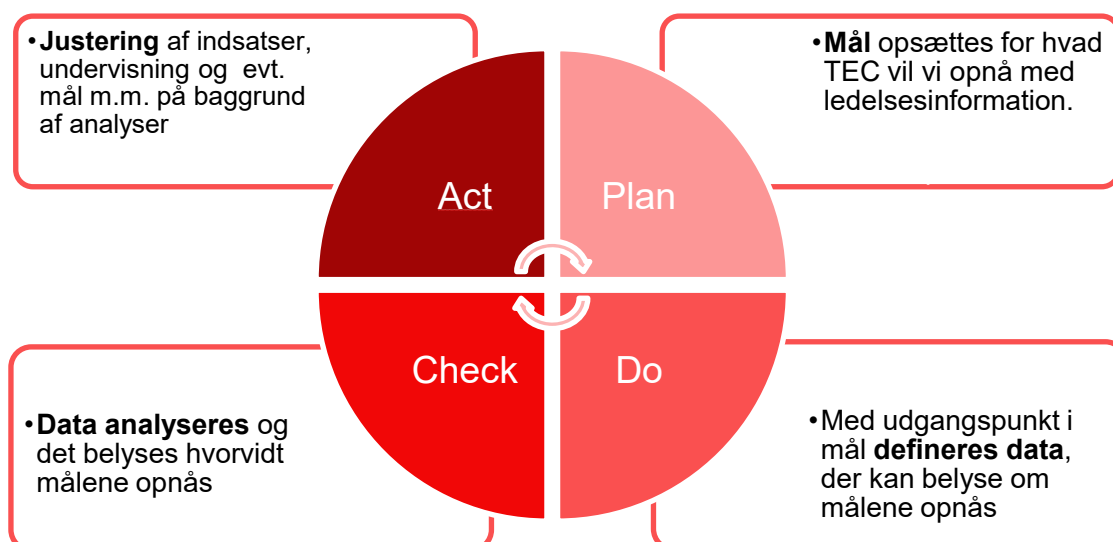 •Justering af indsatser,
undervisning og evt.
mål m.m. på baggrund
af analyser
•Mål opsættes for hvad
TEC vil vi opnå med
ledelsesinformation.
Act
Plan
Check
Do
•Data analyseres og
det belyses hvorvidt
målene opnås
•Med udgangspunkt i
mål defineres data,
der kan belyse om
målene opnås